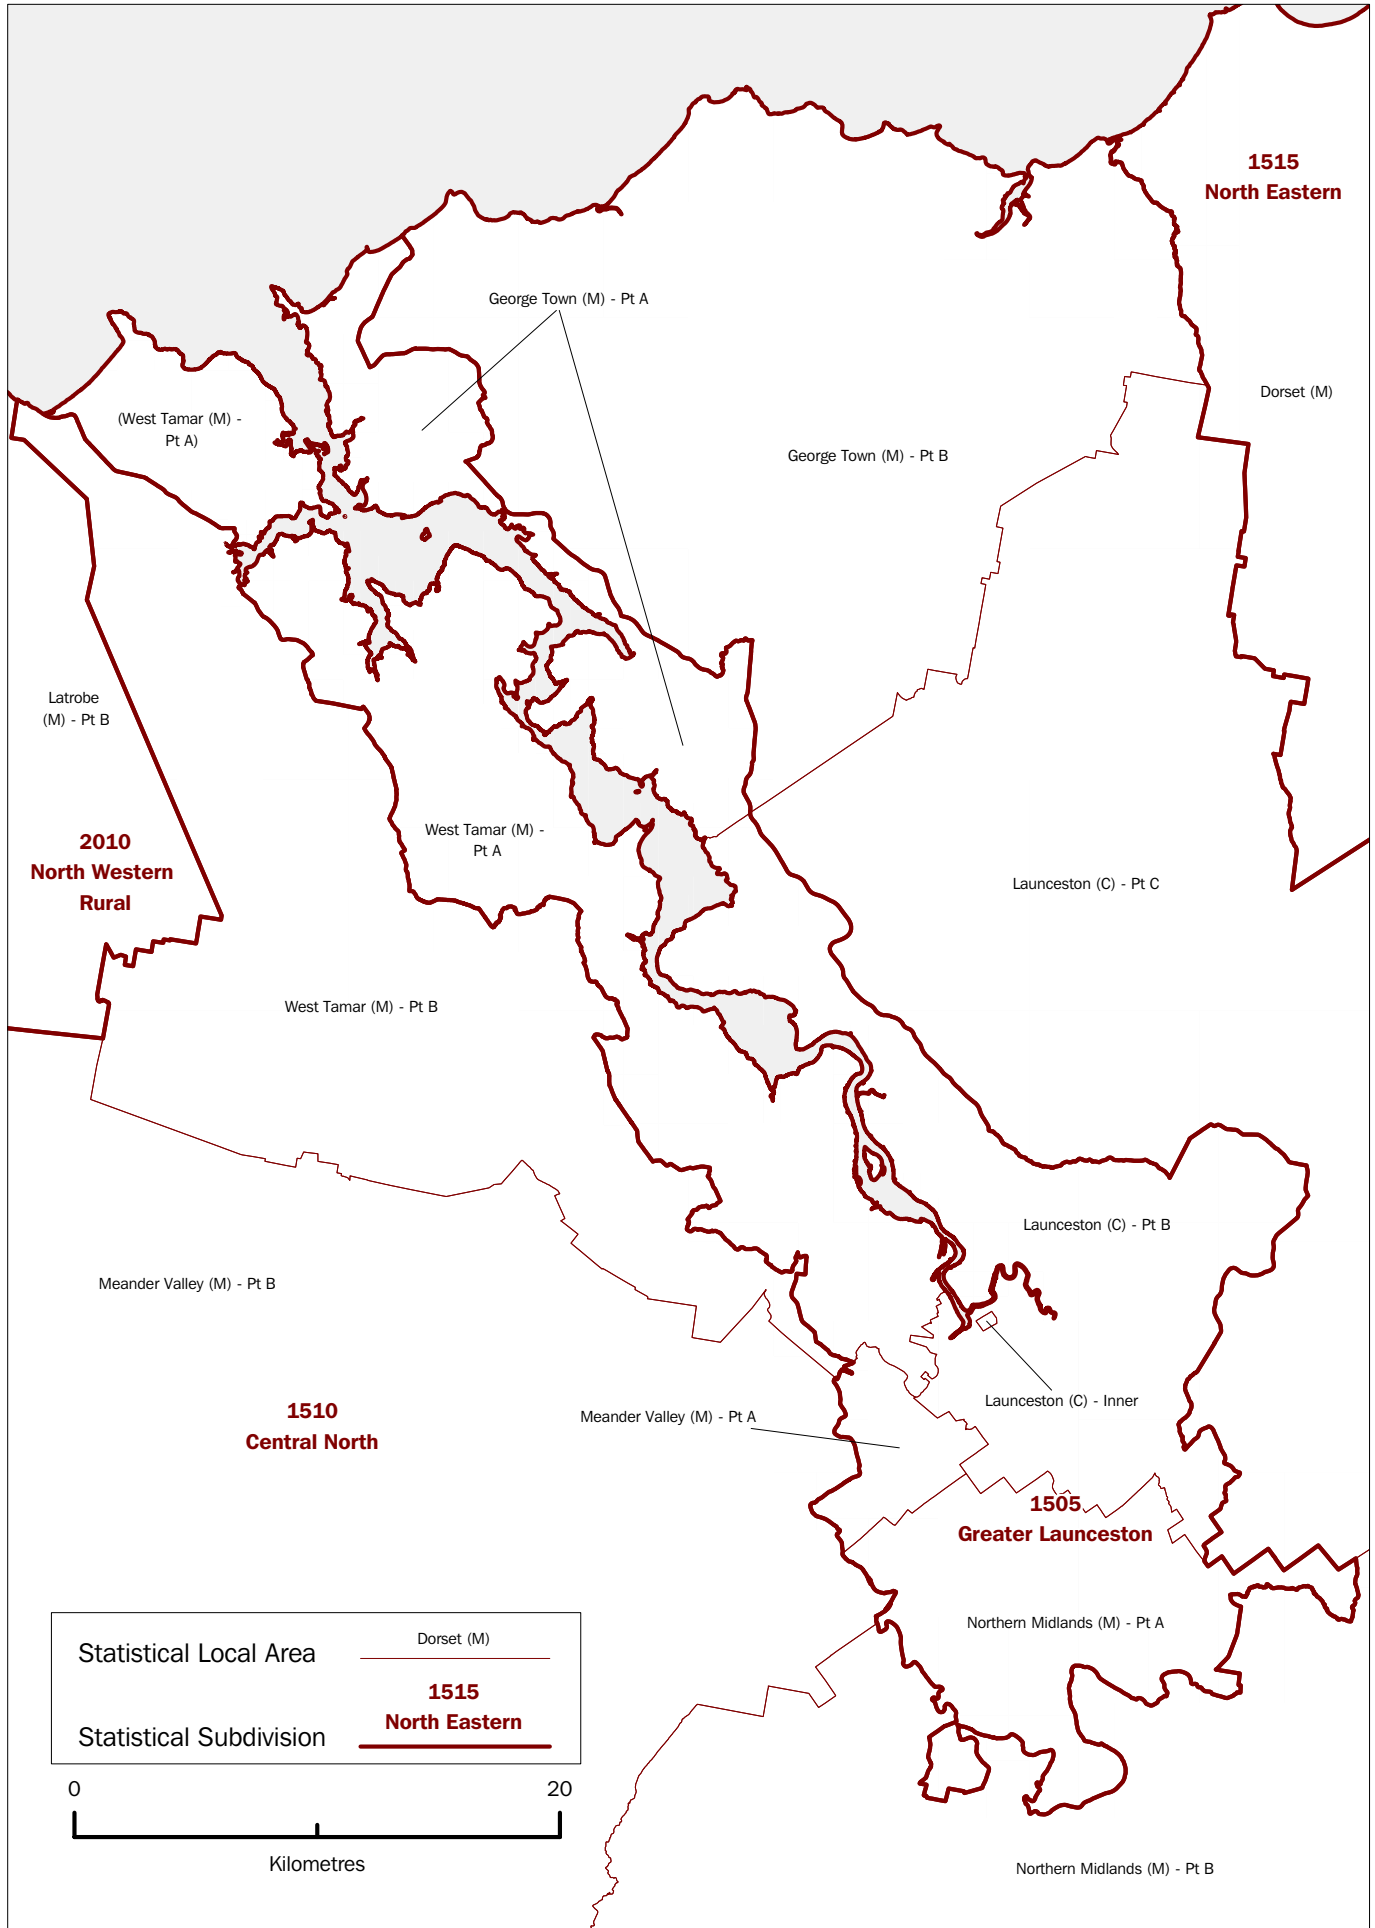 1515
North Eastern
George Town (M) - Pt A
Dorset (M)
(West Tamar (M) -
Pt A)
George Town (M) - Pt B
Latrobe
(M) - Pt B
West Tamar (M) -
Pt A
2010
North Western
Rural
Launceston (C) - Pt C
West Tamar (M) - Pt B
Launceston (C) - Pt B
Meander Valley (M) - Pt B
Launceston (C) - Inner
1510
Central North
Meander Valley (M) - Pt A
1505
Greater Launceston
Northern Midlands (M) - Pt A
Statistical Local Area
Dorset (M)
1515
North Eastern
Statistical Subdivision
0
20
Kilometres
Northern Midlands (M) - Pt B